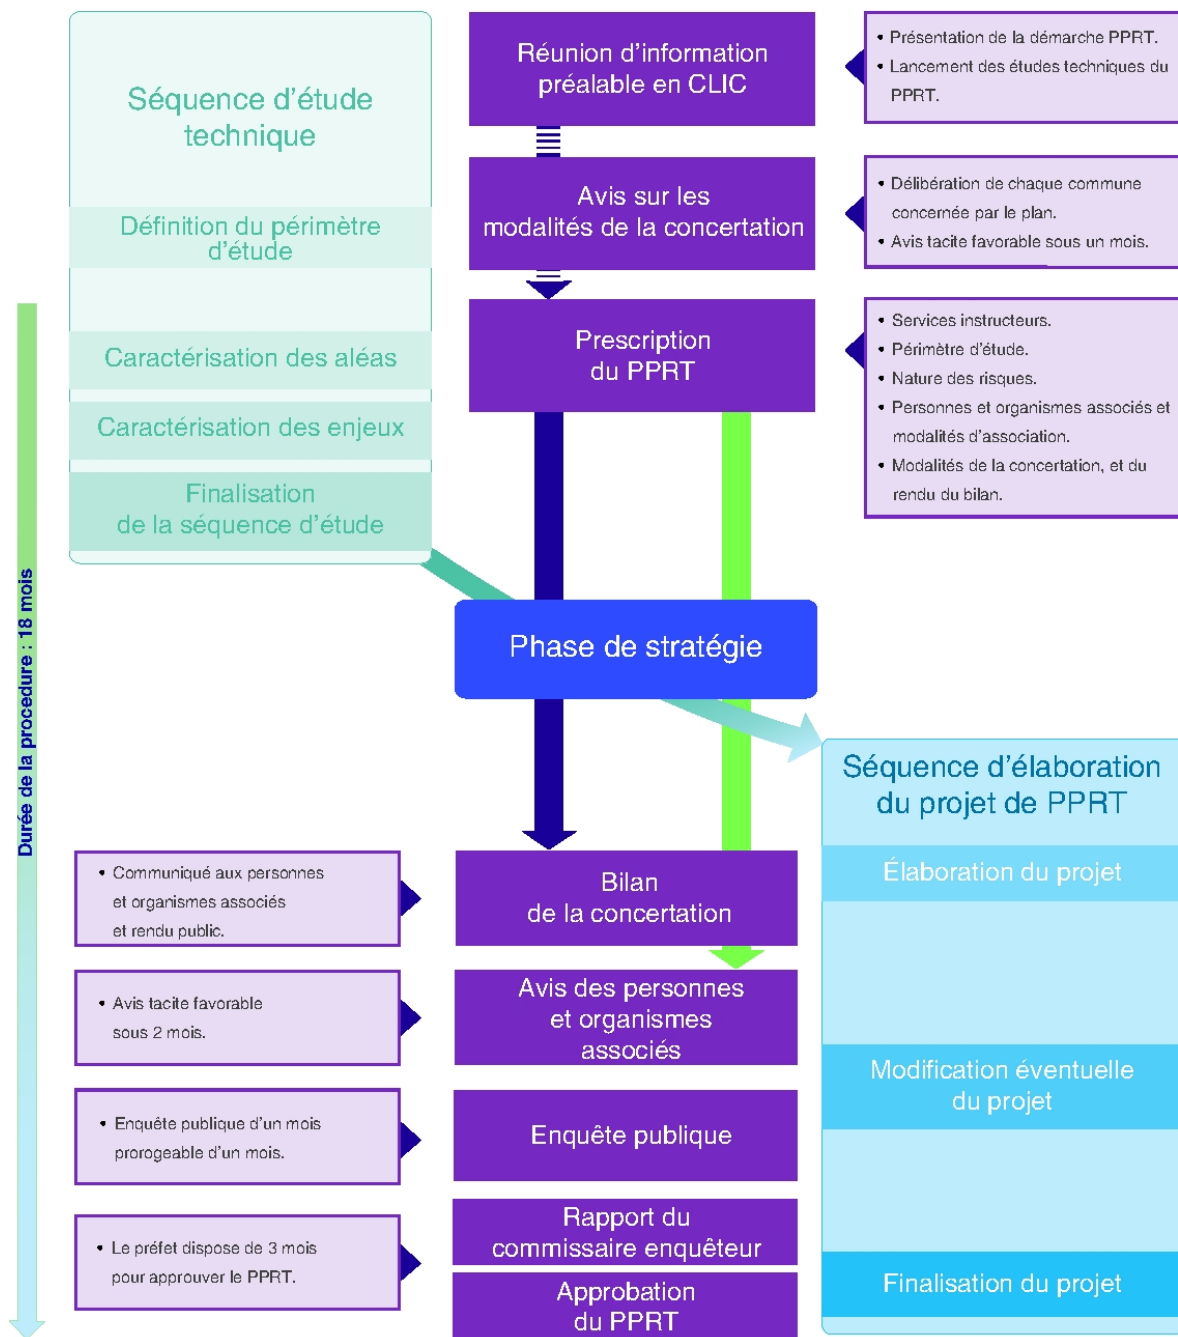 Séquence d’étude
technique
Définition du périmètre
d’étude
Caractérisation des aléas
Caractérisation des enjeux
Finalisation
de la séquence d’étude
Durée de la procedure : 18 mois
Réunion d’information
préalable en CLIC
• Présentation de la démarche PPRT.
• Lancement des études techniques du
PPRT.
Avis sur les
modalités de la concertation
• Délibération de chaque commune
concernée par le plan.
• Avis tacite favorable sous un mois.
Prescription
du PPRT
• Services instructeurs.
• Périmètre d’étude.
• Nature des risques.
• Personnes et organismes associés et
modalités d’association.
• Modalités de la concertation, et du
rendu du bilan.
Phase de stratégie
Séquence d’élaboration
du projet de PPRT
Élaboration du projet
Modification éventuelle
du projet
Finalisation du projet
• Communiqué aux personnes
et organismes associés
et rendu public.
Bilan
de la concertation
• Avis tacite favorable
sous 2 mois.
Avis des personnes
et organismes
associés
• Enquête publique d’un mois
prorogeable d’un mois.
Enquête publique
Rapport du
commissaire enquêteur
• Le préfet dispose de 3 mois
pour approuver le PPRT.
Approbation
du PPRT